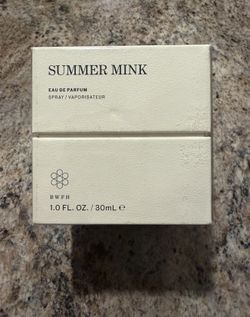 SUMMER MINK
EAU DE PARFUM
SPRAY / VAPORISATEUR
BWFH
1.0 FL. OZ. / 30mL ℮